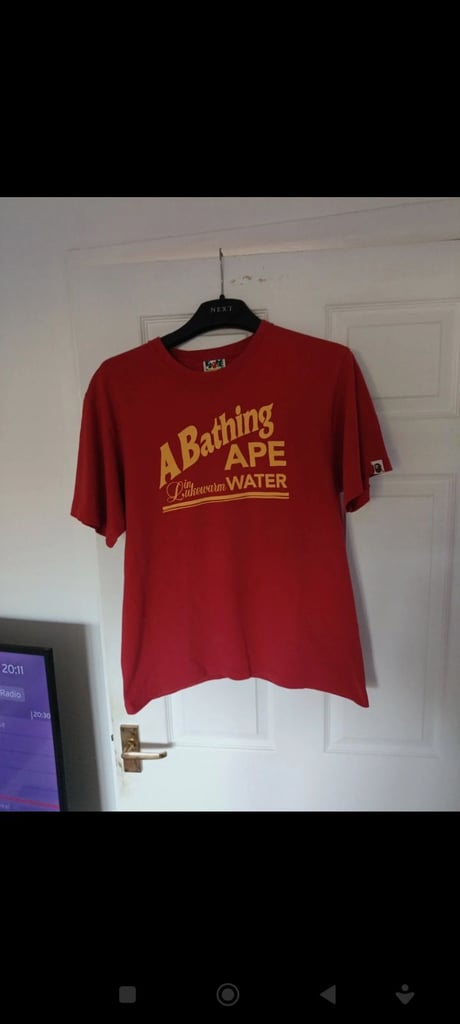 NEXT
A Bathing
APE
in
Lukewarm WATER
20:11
Radio
20:30